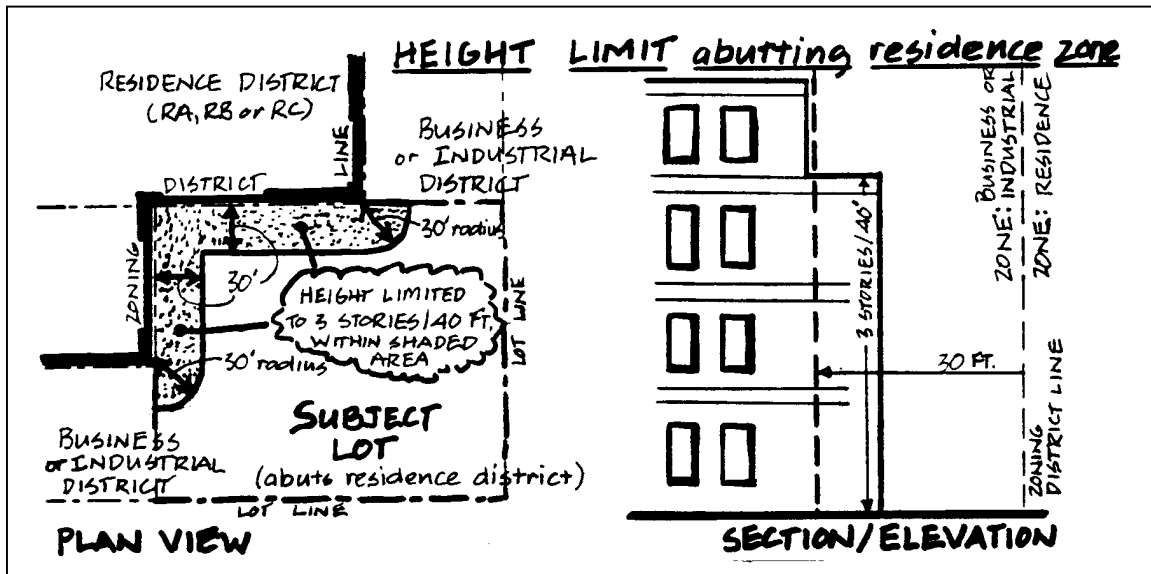 HEIGHT LIMIT abutting residence zone
RESIDENCE DISTRICT
(RA, RB or RC)
LINE
BUSINESS
or INDUSTRIAL
DISTRICT
DISTRICT
30' radius
ZONING
30'
HEIGHT LIMITED
TO 3 STORIES/40 FT.
WITHIN SHADED
AREA
LOT LINE
30' radius
SUBJECT
LOT
(abuts residence district)
BUSINESS
or INDUSTRIAL
DISTRICT
LOT LINE
PLAN VIEW
BUSINESS OR
ZONE: INDUSTRIAL
ZONE: RESIDENCE
3 STORIES/40'
30 FT.
ZONING
DISTRICT LINE
SECTION/ELEVATION